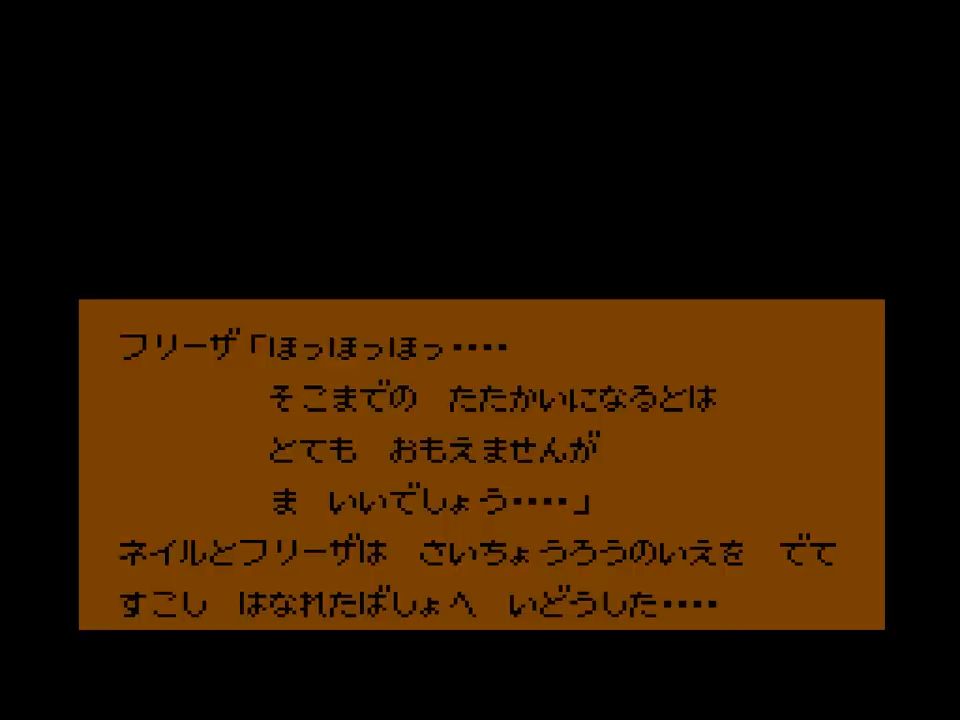 フリーザ「ほっほっほっ・・・・
そこまでの　たたかいになるとは
とても　おもえませんが
ま　いいでしょう・・・・」
ネイルとフリーザは　さいちょうろうのいえを　でて
すこし　はなれたばしょへ　いどうした・・・・